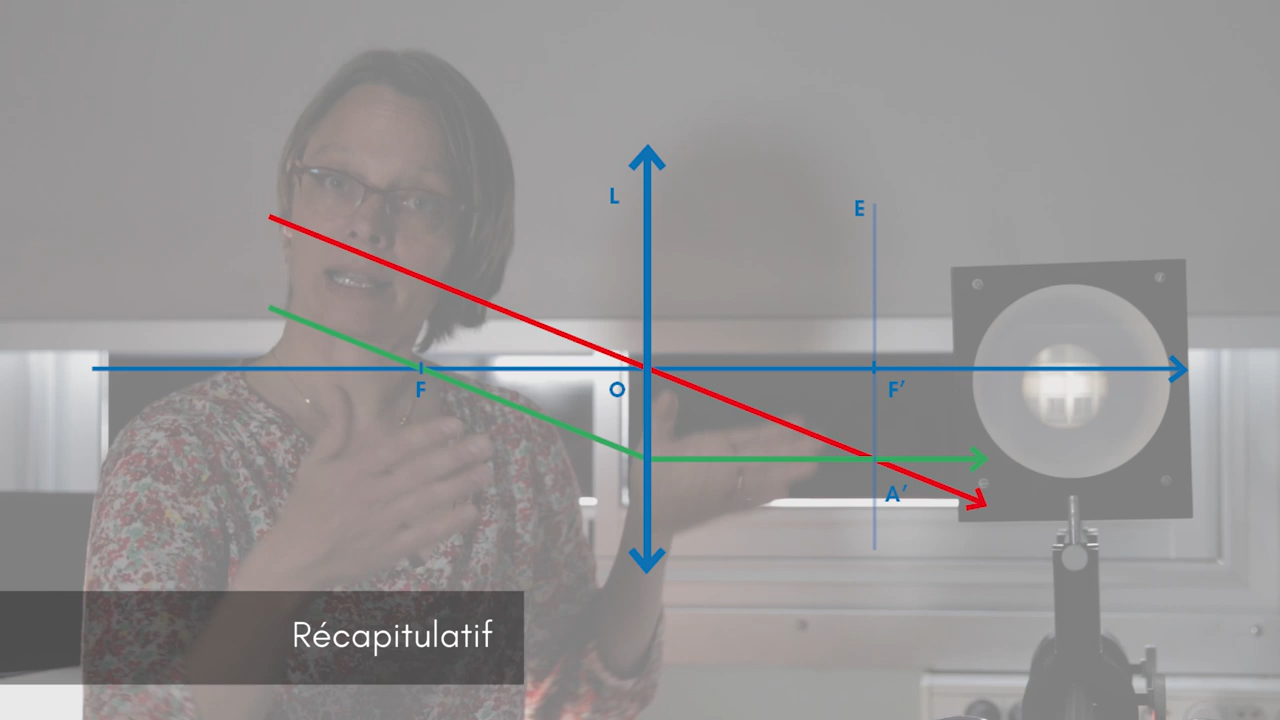 L
E
F
O
F′
A′
Récapitulatif